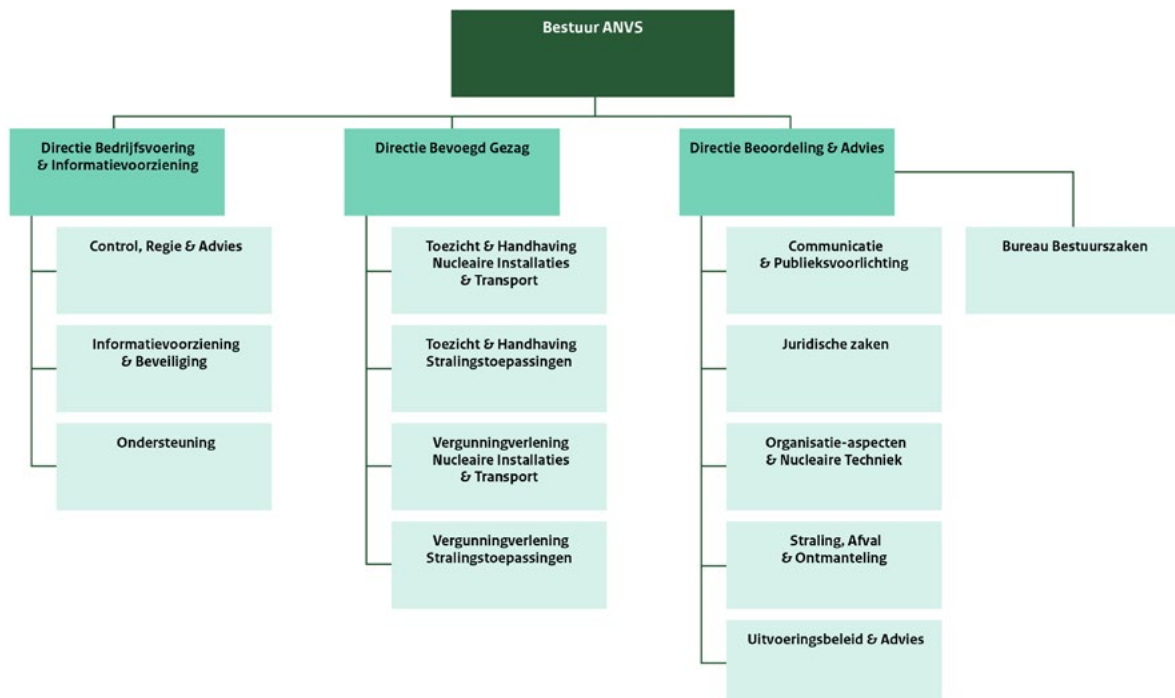 Bestuur ANVS
Directie Bedrijfsvoering
& Informatievoorziening
Control, Regie & Advies
Informatievoorziening
& Beveiliging
Ondersteuning
Directie Bevoegd Gezag
Toezicht & Handhaving
Nucleaire Installaties
& Transport
Toezicht & Handhaving
Stralingstoepassingen
Vergunningverlening
Nucleaire Installaties
& Transport
Vergunningverlening
Stralingstoepassingen
Directie Beoordeling & Advies
Communicatie
& Publieksvoorlichting
Juridische zaken
Organisatie-aspecten
& Nucleaire Techniek
Straling, Afval
& Ontmanteling
Uitvoeringsbeleid & Advies
Bureau Bestuurszaken